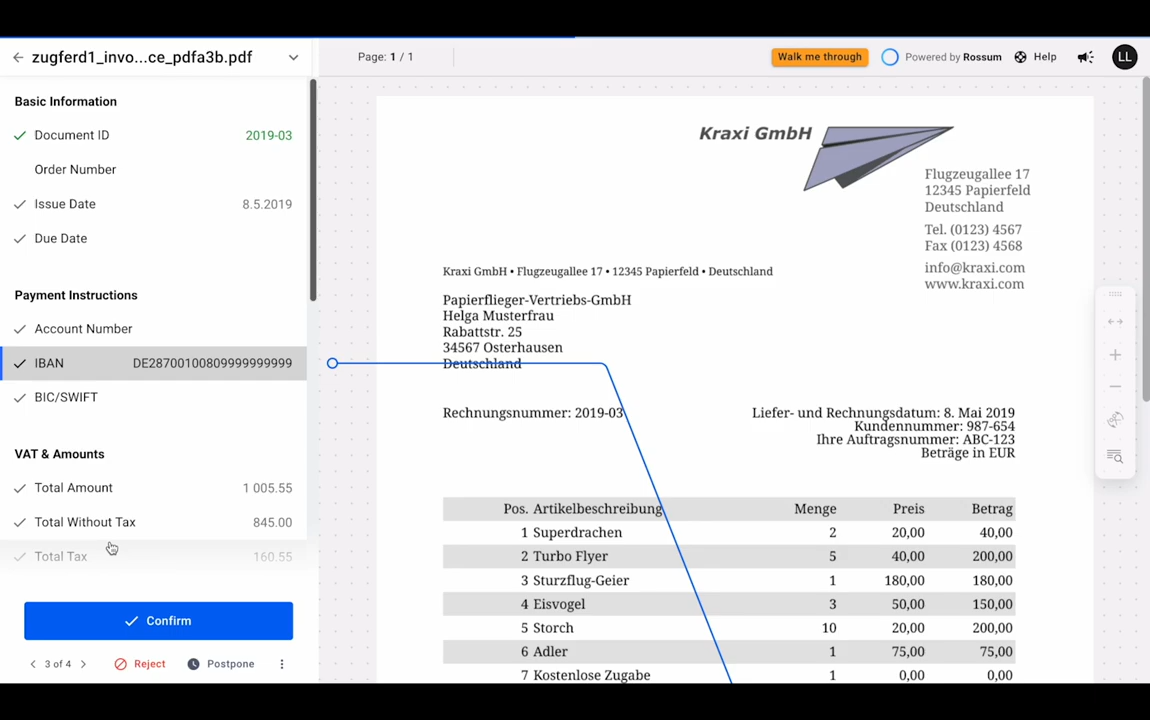 zugferd1_invo...ce_pdfa3b.pdf
Page: 1 / 1
Walk me through
Powered by Rossum
Help
LL
Basic Information
Document ID 2019-03
Order Number
Issue Date 8.5.2019
Due Date
Payment Instructions
Account Number
IBAN DE28700100809999999999
BIC/SWIFT
VAT & Amounts
Total Amount 1 005.55
Total Without Tax 845.00
Total Tax 160.55
Confirm
3 of 4
Reject
Postpone
Kraxi GmbH
Flugzeugallee 17
12345 Papierfeld
Deutschland
Tel. (0123) 4567
Fax (0123) 4568
info@kraxi.com
www.kraxi.com
Kraxi GmbH • Flugzeugallee 17 • 12345 Papierfeld • Deutschland
Papierflieger-Vertriebs-GmbH
Helga Musterfrau
Rabattstr. 25
34567 Osterhausen
Deutschland
Rechnungsnummer: 2019-03
Liefer- und Rechnungsdatum: 8. Mai 2019
Kundennummer: 987-654
Ihre Auftragsnummer: ABC-123
Beträge in EUR
Pos. Artikelbeschreibung Menge Preis Betrag
1 Superdrachen 2 20,00 40,00
2 Turbo Flyer 5 40,00 200,00
3 Sturzflug-Geier 1 180,00 180,00
4 Eisvogel 3 50,00 150,00
5 Storch 10 20,00 200,00
6 Adler 1 75,00 75,00
7 Kostenlose Zugabe 1 0,00 0,00